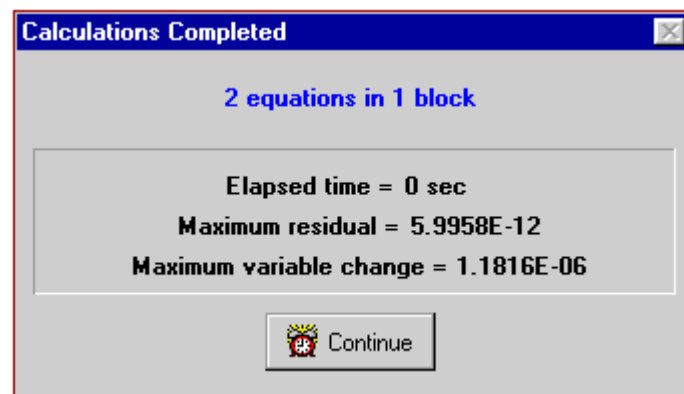 Calculations Completed
2 equations in 1 block
Elapsed time = 0 sec
Maximum residual = 5.9958E-12
Maximum variable change = 1.1816E-06
Continue